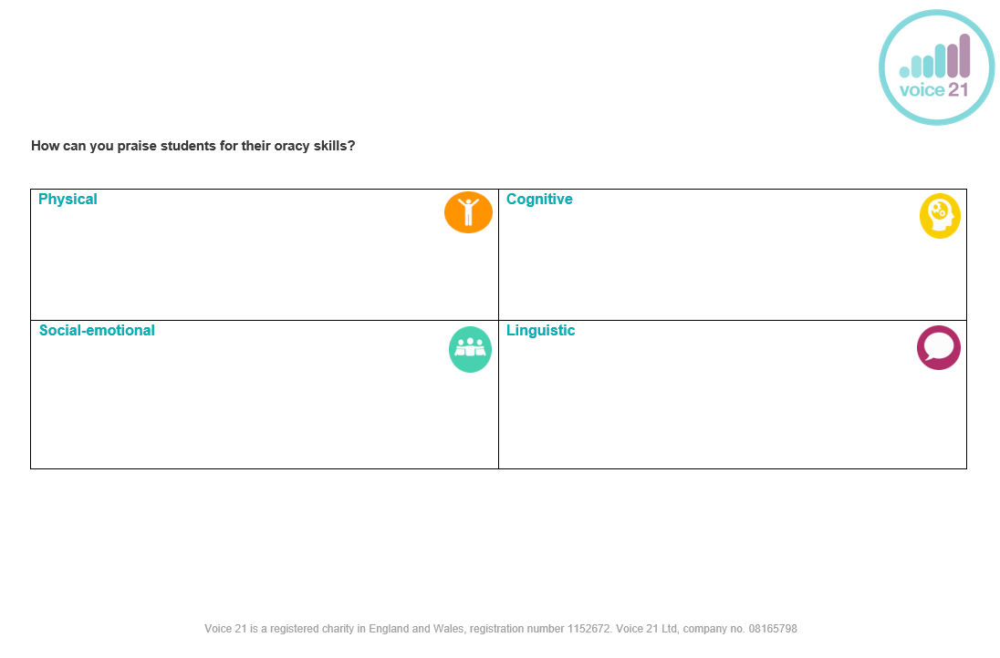 voice 21
How can you praise students for their oracy skills?
Physical
Cognitive
Social-emotional
Linguistic
Voice 21 is a registered charity in England and Wales, registration number 1152672. Voice 21 Ltd, company no. 08165798